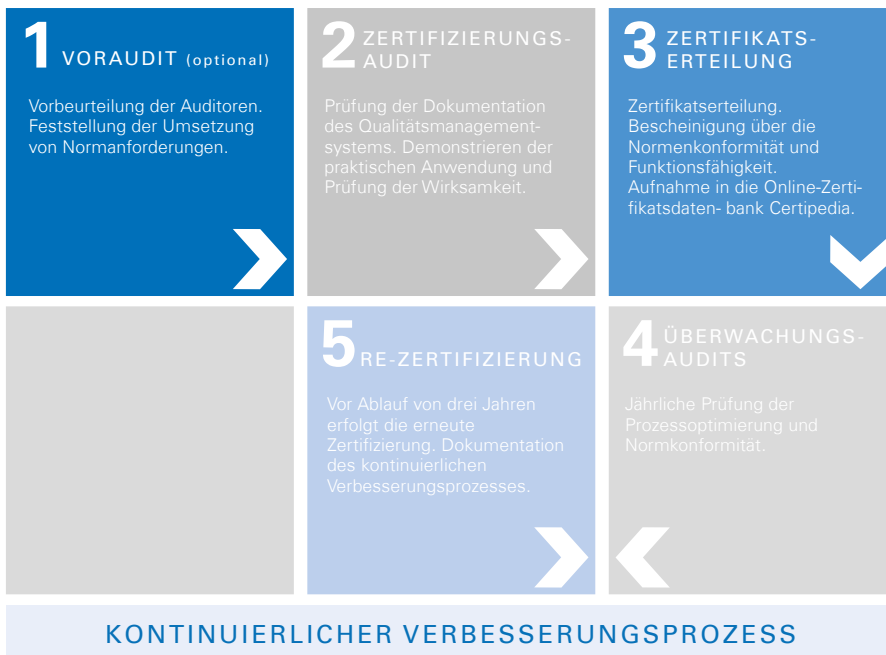 1 VORAUDIT (optional)
Vorbeurteilung der Auditoren.
Feststellung der Umsetzung
von Normanforderungen.
2 ZERTIFIZIERUNGS-
AUDIT
Prüfung der Dokumentation
des Qualitätsmanagement-
systems. Demonstrieren der
praktischen Anwendung und
Prüfung der Wirksamkeit.
3 ZERTIFIKATS-
ERTEILUNG
Zertifikatserteilung.
Bescheinigung über die
Normenkonformität und
Funktionsfähigkeit.
Aufnahme in die Online-Zerti-
fikatsdaten- bank Certipedia.
4 ÜBERWACHUNGS-
AUDITS
Jährliche Prüfung der
Prozessoptimierung und
Normkonformität.
5 RE-ZERTIFIZIERUNG
Vor Ablauf von drei Jahren
erfolgt die erneute
Zertifizierung. Dokumentation
des kontinuierlichen
Verbesserungsprozesses.
KONTINUIERLICHER VERBESSERUNGSPROZESS